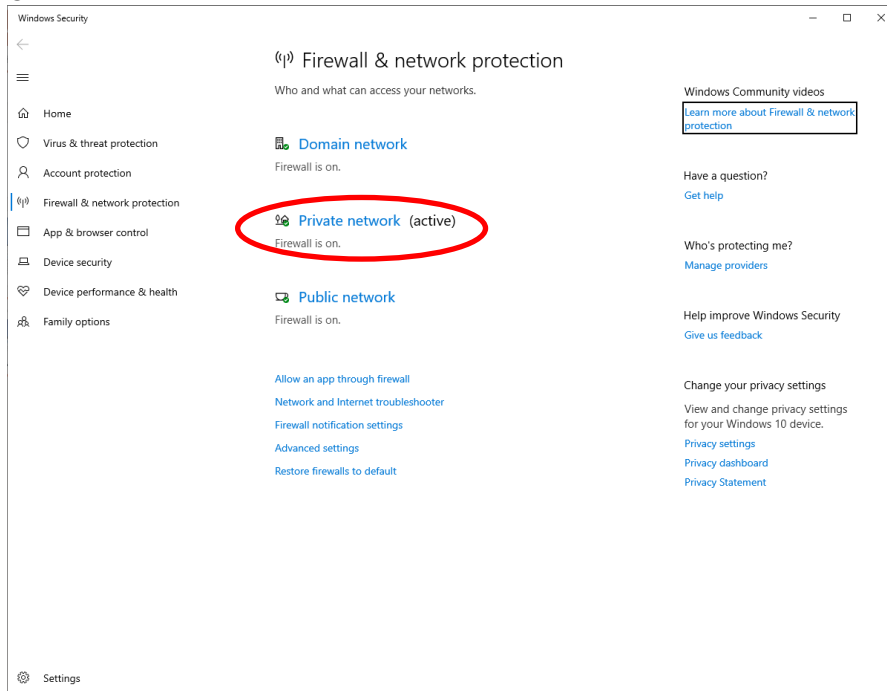 Windows Security
Home
Virus & threat protection
Account protection
Firewall & network protection
App & browser control
Device security
Device performance & health
Family options
Settings
Firewall & network protection
Who and what can access your networks.
Domain network
Firewall is on.
Private network (active)
Firewall is on.
Public network
Firewall is on.
Allow an app through firewall
Network and Internet troubleshooter
Firewall notification settings
Advanced settings
Restore firewalls to default
Windows Community videos
Learn more about Firewall & network
protection
Have a question?
Get help
Who's protecting me?
Manage providers
Help improve Windows Security
Give us feedback
Change your privacy settings
View and change privacy settings
for your Windows 10 device.
Privacy settings
Privacy dashboard
Privacy Statement